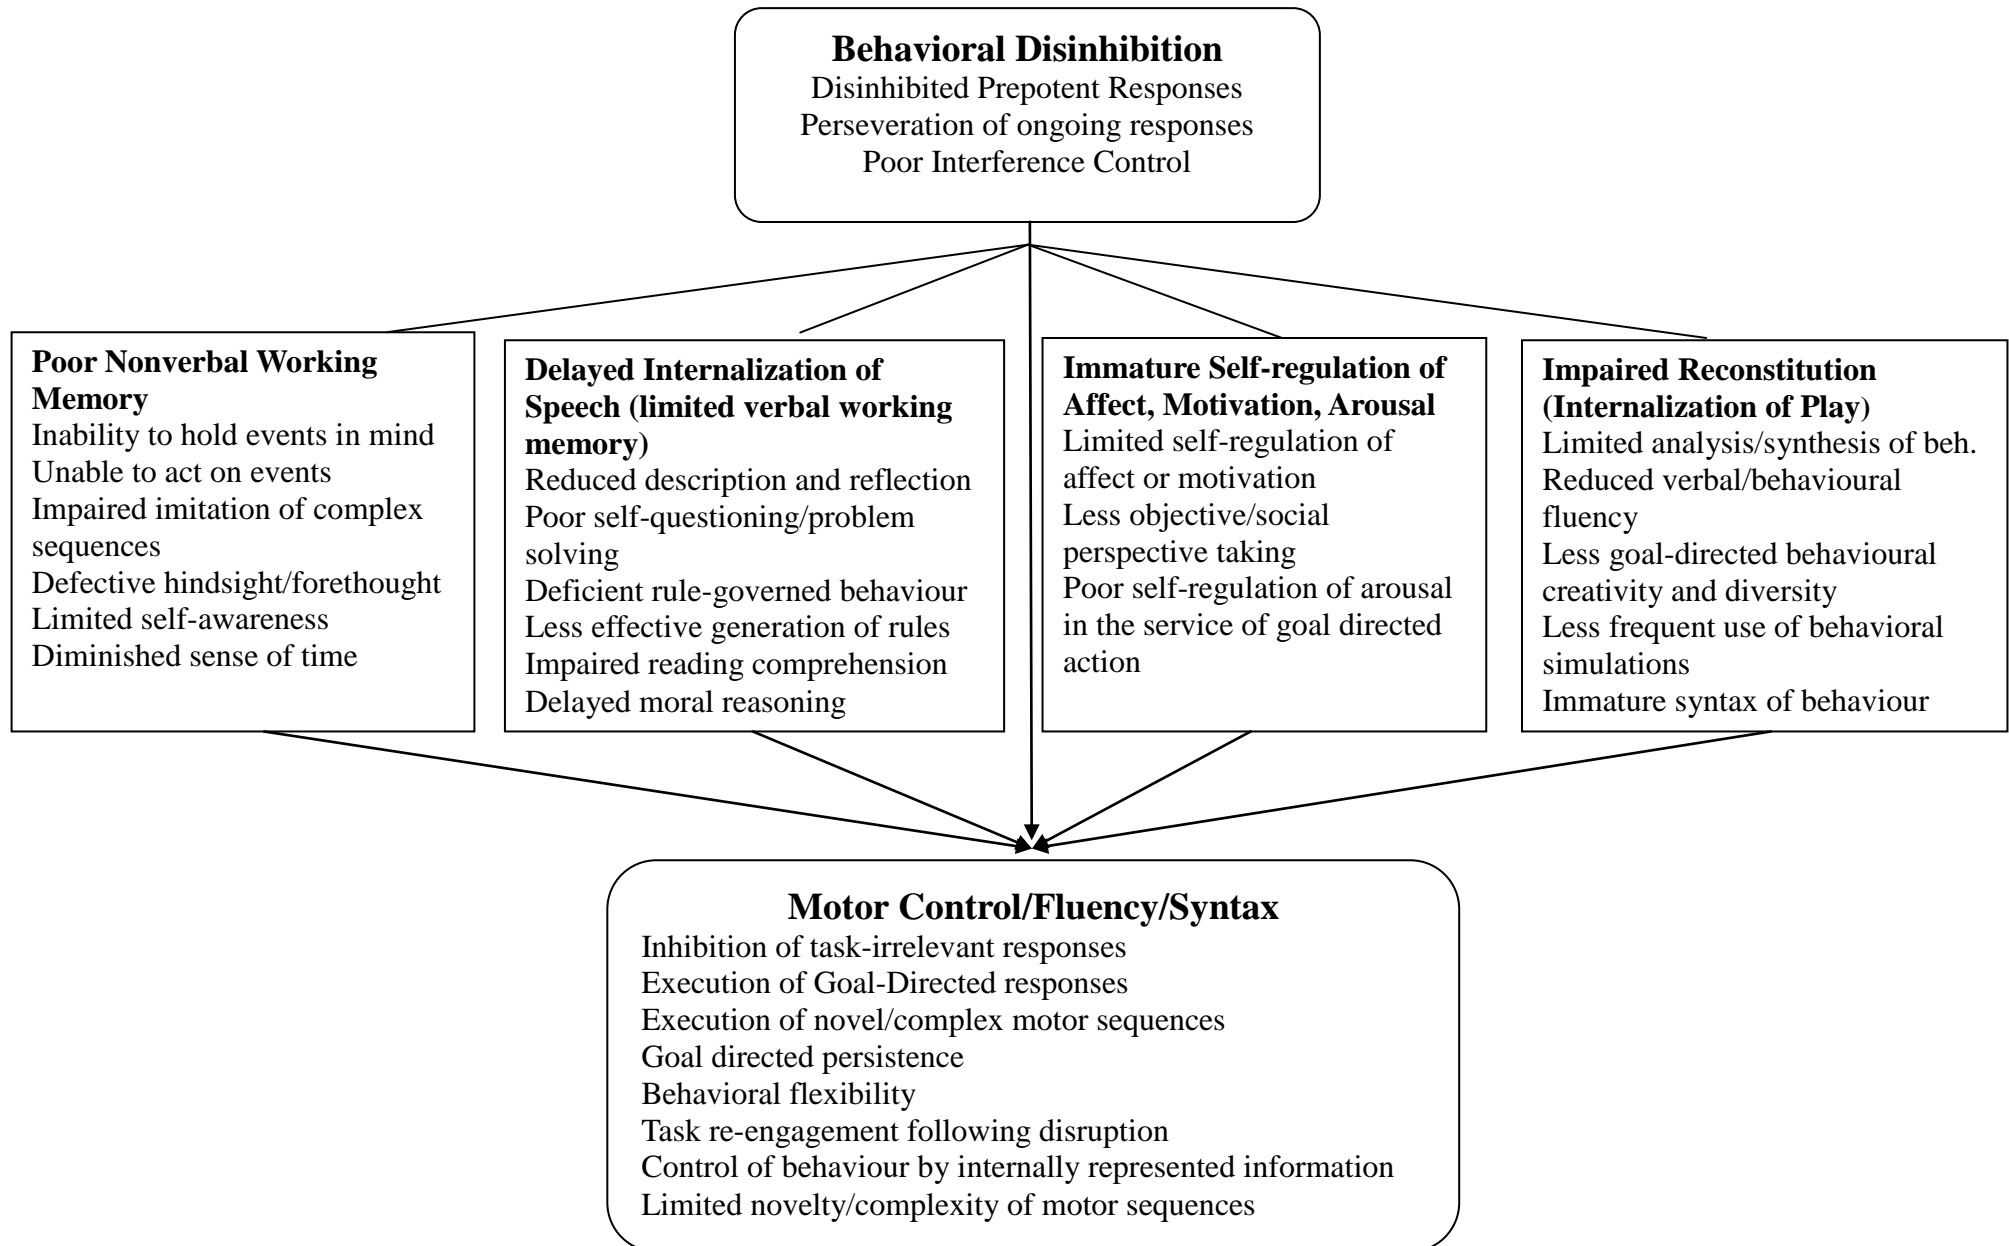 Behavioral Disinhibition
Disinhibited Prepotent Responses
Perseveration of ongoing responses
Poor Interference Control
Poor Nonverbal Working
Memory
Inability to hold events in mind
Unable to act on events
Impaired imitation of complex
sequences
Defective hindsight/forethought
Limited self-awareness
Diminished sense of time
Delayed Internalization of
Speech (limited verbal working
memory)
Reduced description and reflection
Poor self-questioning/problem
solving
Deficient rule-governed behaviour
Less effective generation of rules
Impaired reading comprehension
Delayed moral reasoning
Immature Self-regulation of
Affect, Motivation, Arousal
Limited self-regulation of
affect or motivation
Less objective/social
perspective taking
Poor self-regulation of arousal
in the service of goal directed
action
Impaired Reconstitution
(Internalization of Play)
Limited analysis/synthesis of beh.
Reduced verbal/behavioural
fluency
Less goal-directed behavioural
creativity and diversity
Less frequent use of behavioral
simulations
Immature syntax of behaviour
Motor Control/Fluency/Syntax
Inhibition of task-irrelevant responses
Execution of Goal-Directed responses
Execution of novel/complex motor sequences
Goal directed persistence
Behavioral flexibility
Task re-engagement following disruption
Control of behaviour by internally represented information
Limited novelty/complexity of motor sequences